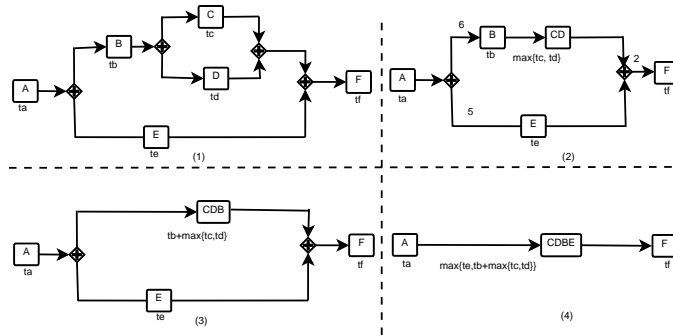 C
tc
B
tb
A
ta
D
td
F
tf
E
te
(1)
6
B
tb
CD
max{tc, td}
2
A
ta
F
tf
5
E
te
(2)
CDB
tb+max{tc,td}
A
ta
F
tf
E
te
(3)
A
ta
CDBE
max{te,tb+max{tc,td}}
F
tf
(4)